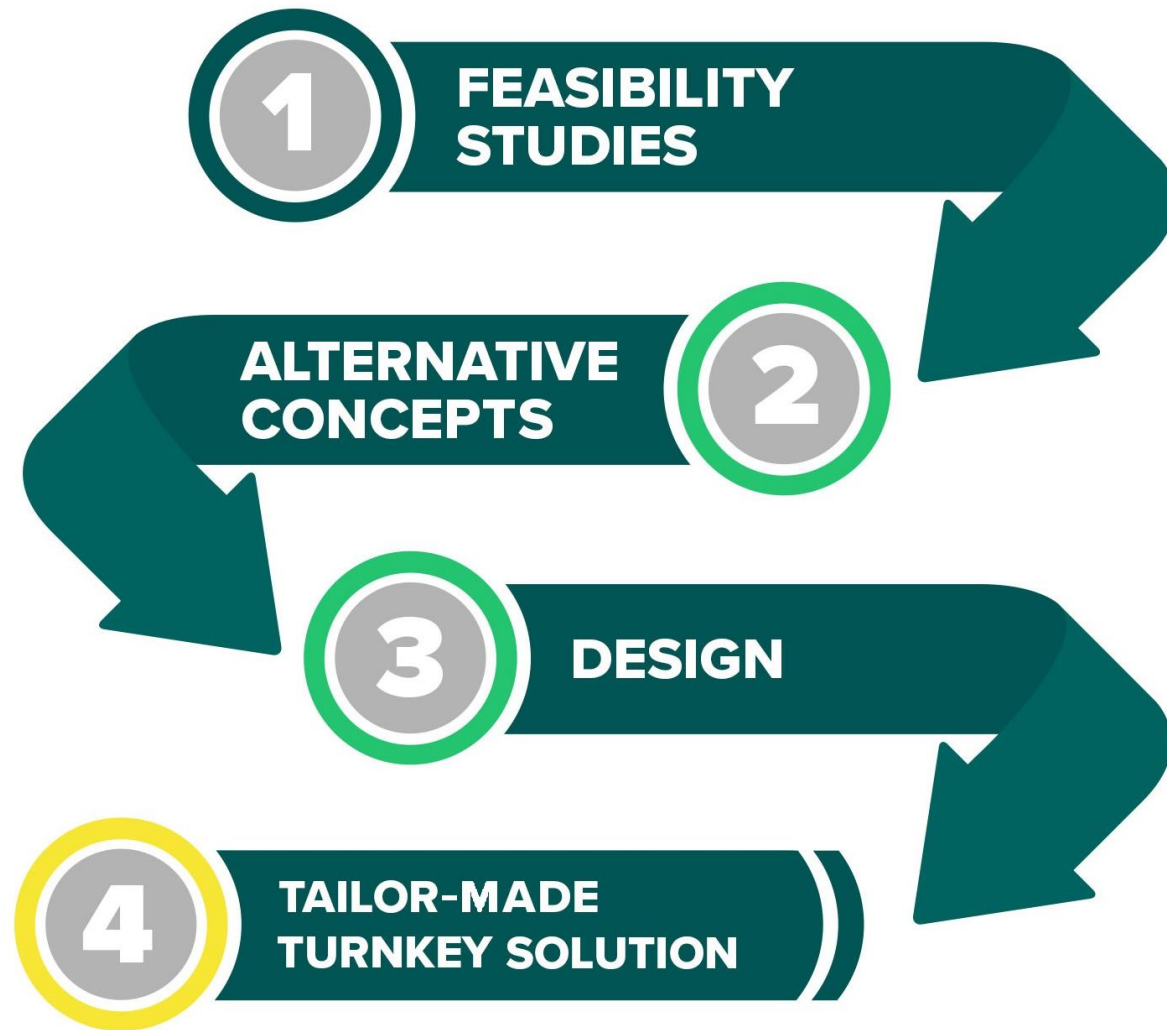 1
FEASIBILITY
STUDIES
ALTERNATIVE
CONCEPTS
2
3
DESIGN
4
TAILOR-MADE
TURNKEY SOLUTION